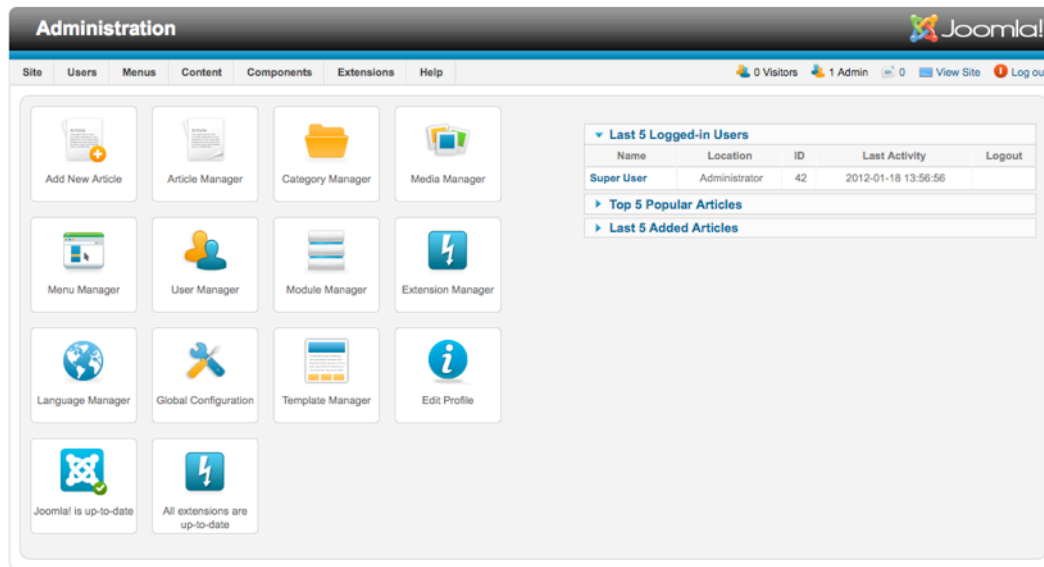 Administration
Joomla!
Site Users Menus Content Components Extensions Help
0 Visitors 1 Admin 0 View Site Log ou
Add New Article
Article Manager
Category Manager
Media Manager
Menu Manager
User Manager
Module Manager
Extension Manager
Language Manager
Global Configuration
Template Manager
Edit Profile
Joomla! is up-to-date
All extensions are
up-to-date
Last 5 Logged-in Users
Name Location ID Last Activity Logout
Super User Administrator 42 2012-01-18 13:56:56
Top 5 Popular Articles
Last 5 Added Articles